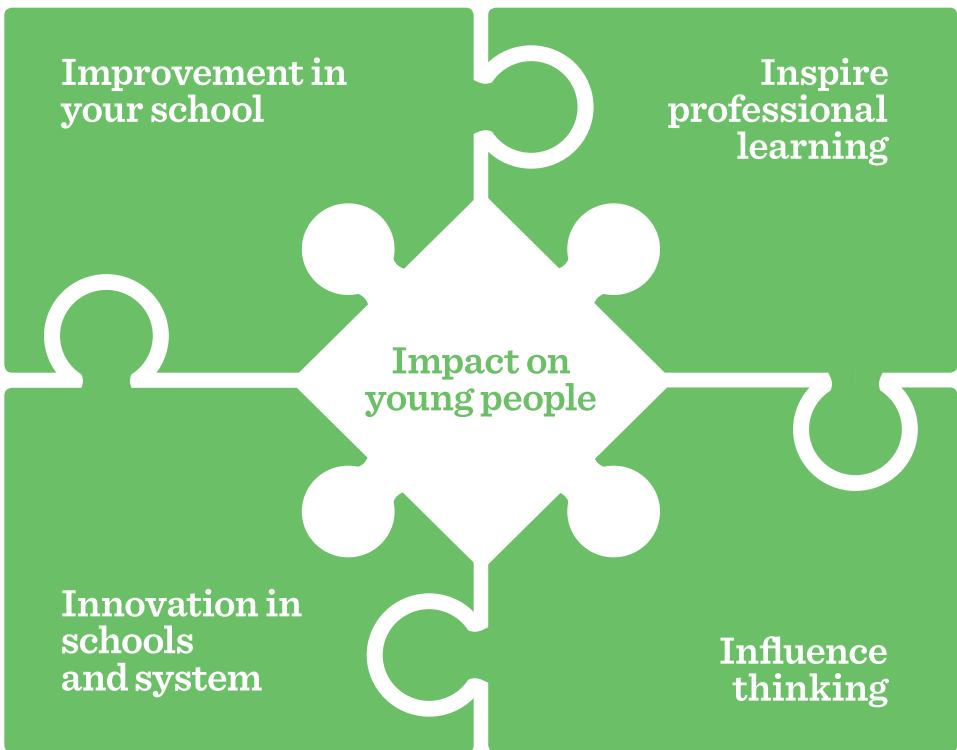 Improvement in
your school
Inspire
professional
learning
Impact on
young people
Innovation in
schools
and system
Influence
thinking